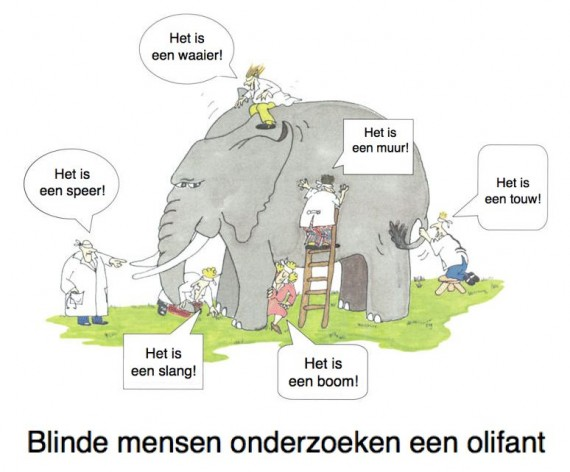 Het is
een waaier!
Het is
een muur!
Het is
een speer!
Het is
een touw!
Het is
een slang!
Het is
een boom!
Blinde mensen onderzoeken een olifant